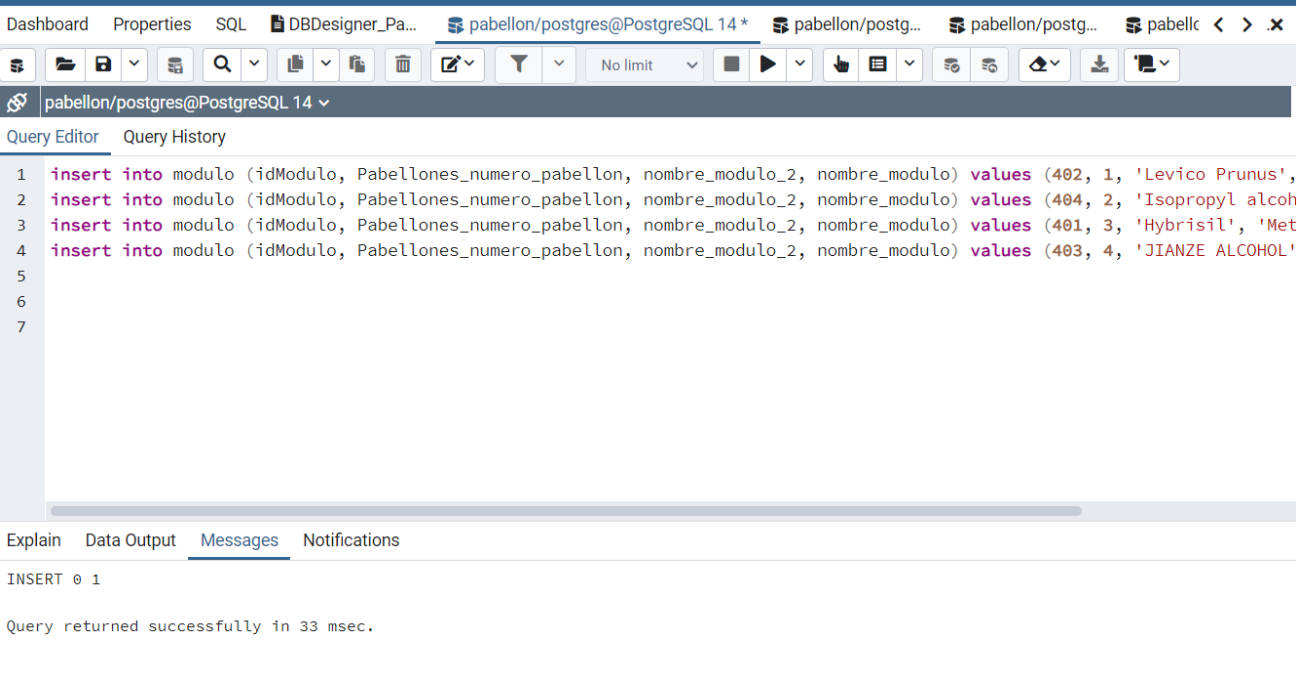 Dashboard Properties SQL DBDesigner_Pa... pabellon/postgres@PostgreSQL 14 * pabellon/postg... pabellon/postg... pabellc
No limit
pabellon/postgres@PostgreSQL 14
Query Editor Query History
1 insert into modulo (idModulo, Pabellones_numero_pabellon, nombre_modulo_2, nombre_modulo) values (402, 1, 'Levico Prunus',
2 insert into modulo (idModulo, Pabellones_numero_pabellon, nombre_modulo_2, nombre_modulo) values (404, 2, 'Isopropyl alcoh
3 insert into modulo (idModulo, Pabellones_numero_pabellon, nombre_modulo_2, nombre_modulo) values (401, 3, 'Hybrisil', 'Met
4 insert into modulo (idModulo, Pabellones_numero_pabellon, nombre_modulo_2, nombre_modulo) values (403, 4, 'JIANZE ALCOHOL'
5
6
7
Explain Data Output Messages Notifications
INSERT 0 1
Query returned successfully in 33 msec.